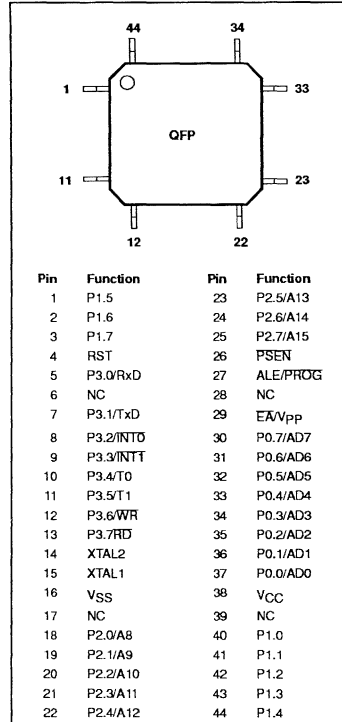 44 34
1 33
QFP
11 23
12 22
Pin Function Pin Function
1 P1.5 23 P2.5/A13
2 P1.6 24 P2.6/A14
3 P1.7 25 P2.7/A15
4 RST 26 P̅S̅E̅N̅
5 P3.0/RxD 27 ALE/P̅R̅O̅G̅
6 NC 28 NC
7 P3.1/TxD 29 E̅A̅/VPP
8 P3.2/I̅N̅T̅0̅ 30 P0.7/AD7
9 P3.3/I̅N̅T̅1̅ 31 P0.6/AD6
10 P3.4/T0 32 P0.5/AD5
11 P3.5/T1 33 P0.4/AD4
12 P3.6/W̅R̅ 34 P0.3/AD3
13 P3.7/R̅D̅ 35 P0.2/AD2
14 XTAL2 36 P0.1/AD1
15 XTAL1 37 P0.0/AD0
16 VSS 38 VCC
17 NC 39 NC
18 P2.0/A8 40 P1.0
19 P2.1/A9 41 P1.1
20 P2.2/A10 42 P1.2
21 P2.3/A11 43 P1.3
22 P2.4/A12 44 P1.4